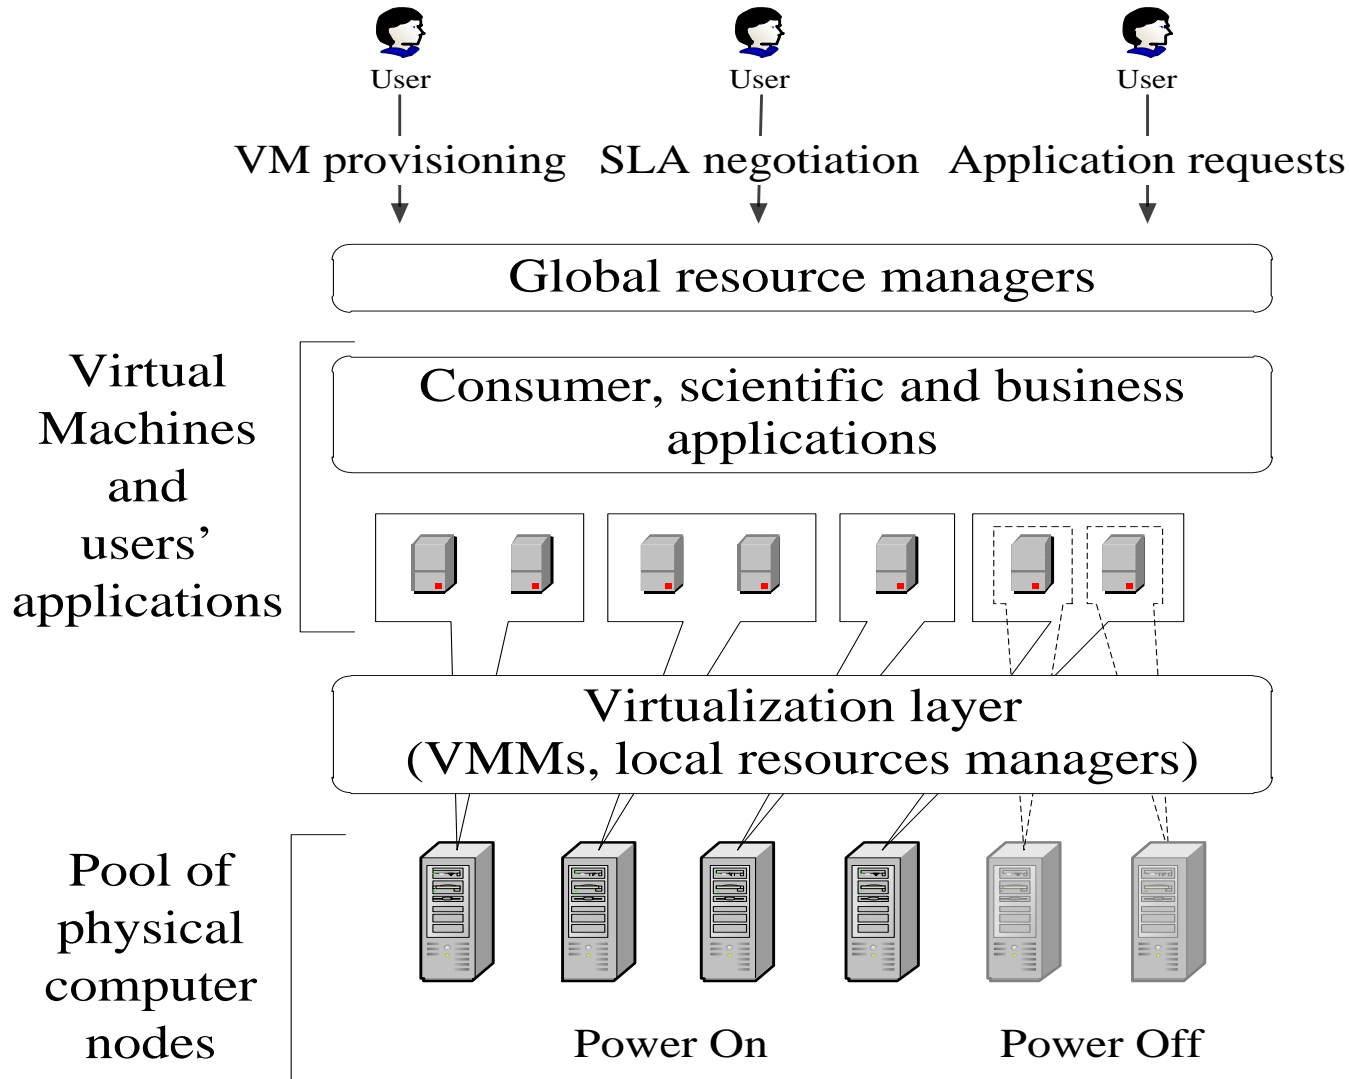 User
User
User
VM provisioning
SLA negotiation
Application requests
Global resource managers
Virtual
Machines
and
users’
applications
Consumer, scientific and business
applications
Virtualization layer
(VMMs, local resources managers)
Pool of
physical
computer
nodes
Power On
Power Off